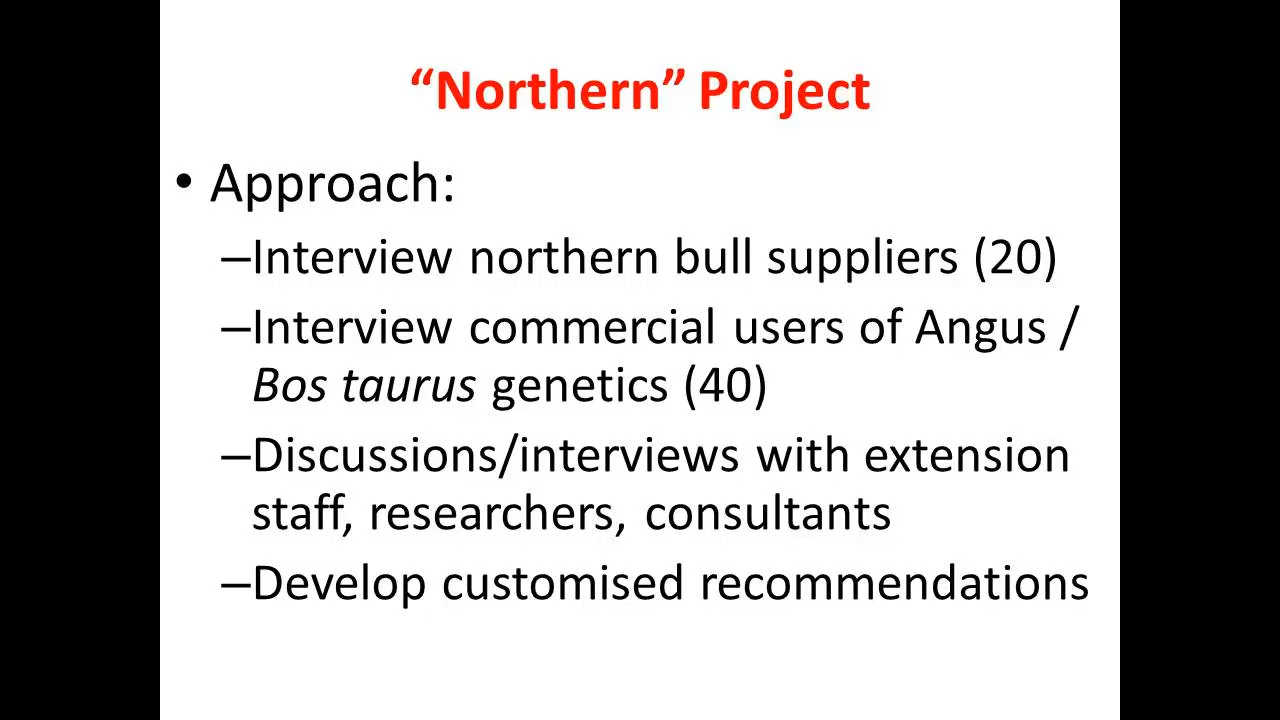 “Northern” Project
• Approach:
–Interview northern bull suppliers (20)
–Interview commercial users of Angus /
Bos taurus genetics (40)
–Discussions/interviews with extension
staff, researchers, consultants
–Develop customised recommendations